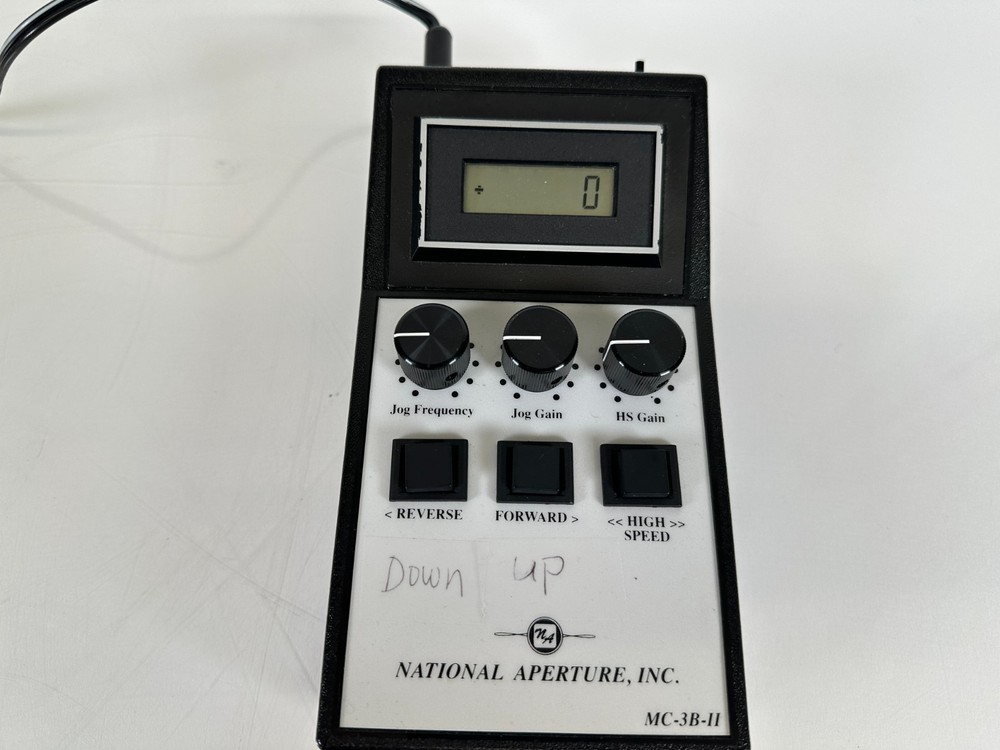 + 0
Jog Frequency Jog Gain HS Gain
< REVERSE FORWARD > << HIGH >>
SPEED
Down up
NA
NATIONAL APERTURE, INC.
MC-3B-II